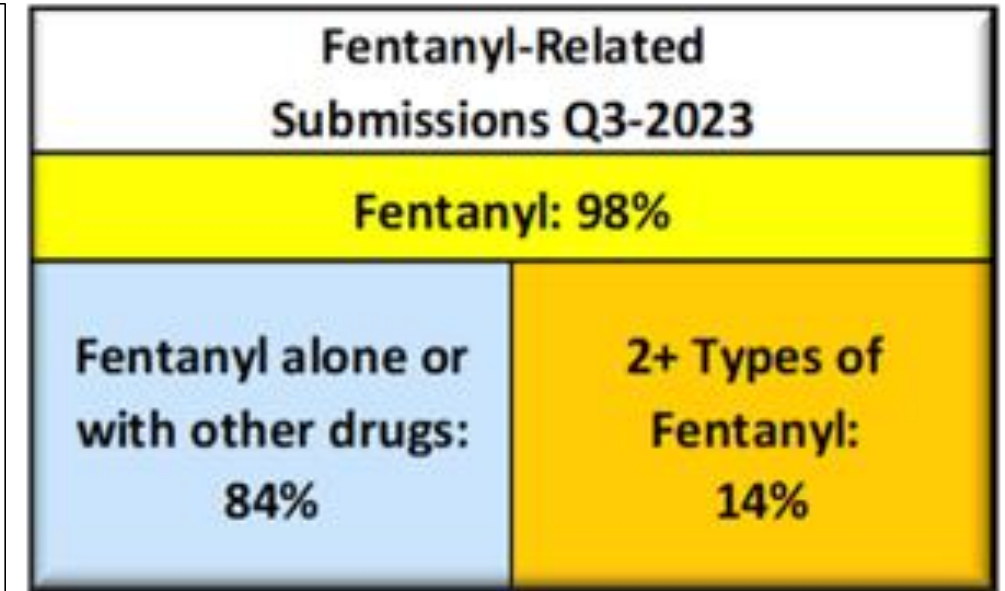 Fentanyl-Related
Submissions Q3-2023
Fentanyl: 98%
Fentanyl alone or
with other drugs:
84%
2+ Types of
Fentanyl:
14%